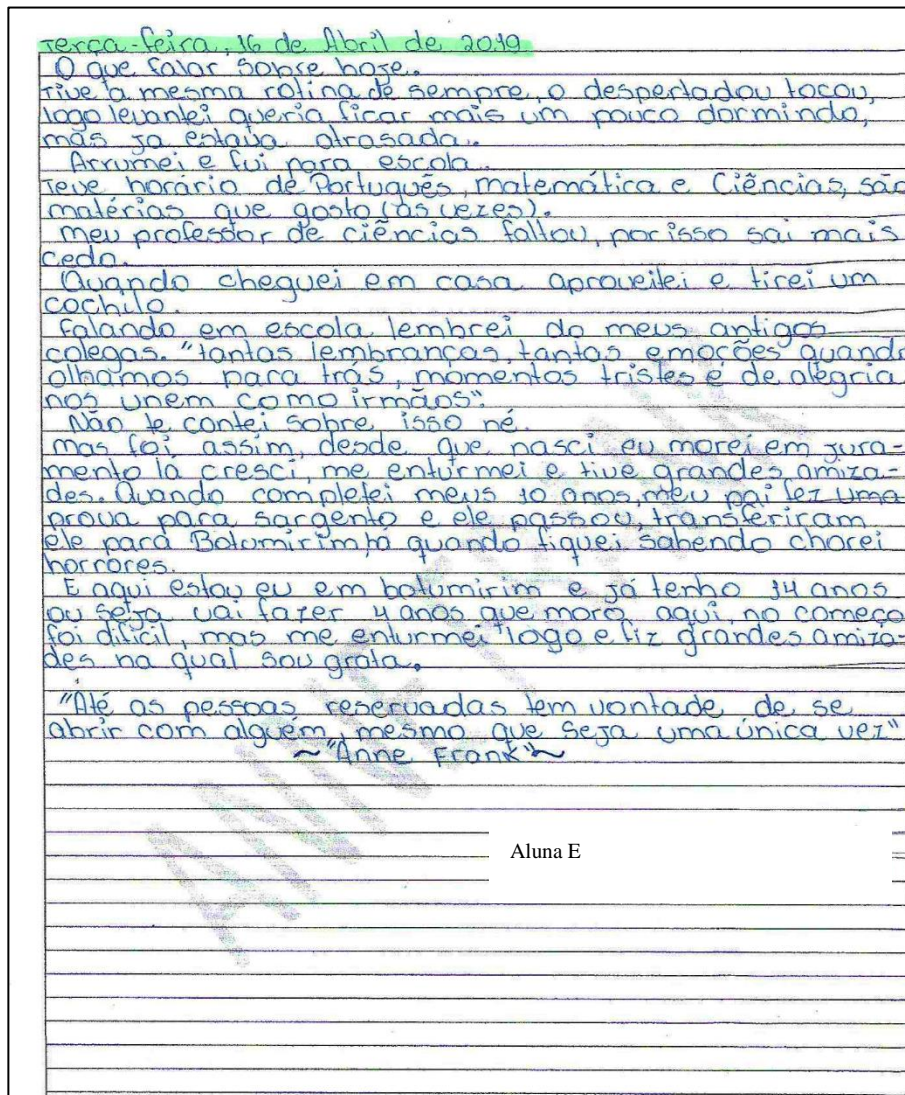 Terça-feira, 16 de Abril de 2019
O que falar sobre hoje.
Tive a mesma rotina de sempre, o despertadou tocou,
logo levantei queria ficar mais um pouco dormindo,
mas ja estava atrasada.
Arrumei e fui para escola.
Teve horário de Português, matemática e Ciências, são
matérias que gosto (às vezes).
Meu professor de ciências faltou, por isso sai mais
cedo.
Quando cheguei em casa aproveitei e tirei um
cochilo.
Falando em escola lembrei do meus antigos
colegas. "tantas lembranças, tantas emoções quando
olhamos para trás, momentos tristes e de alegria
nos unem como irmãos".
Não te contei sobre isso né.
Mas foi assim, desde que nasci eu morei em jura-
mento lá cresci, me enturmei e tive grandes amiza-
des. Quando completei meus 10 anos, meu pai fez uma
prova para sargento e ele passou, transferiram
ele para Botumirim, quando fiquei sabendo chorei
horrores.
E aqui estou eu em botumirim e já tenho 14 anos
ou seja vai fazer 4 anos que moro aqui, no começo
foi dificil, mas me enturmei logo e fiz grandes amiza-
des na qual sou grata.
"Até as pessoas reservadas tem vontade de se
abrir com alguém, mesmo que seja uma única vez"
~"Anne Frank"~
Aluna E
ANNE FRANK